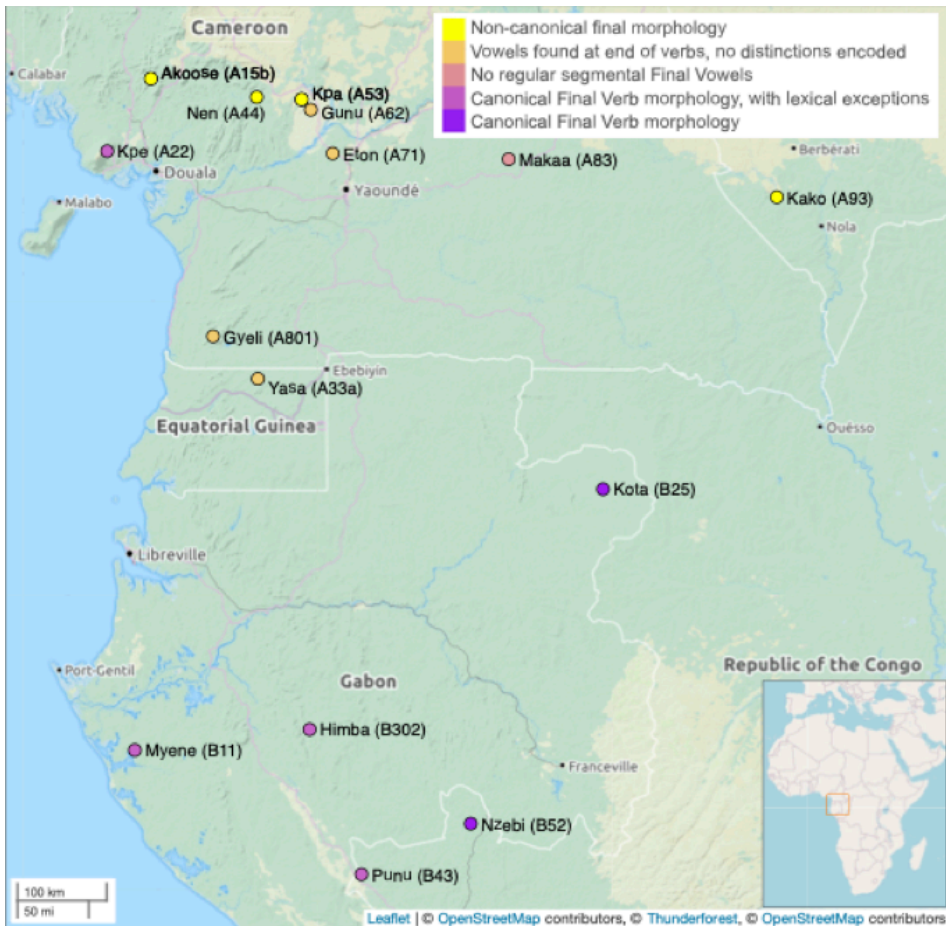 Cameroon
Non-canonical final morphology
Vowels found at end of verbs, no distinctions encoded
No regular segmental Final Vowels
Canonical Final Verb morphology, with lexical exceptions
Canonical Final Verb morphology
Calabar
Akoose (A15b)
Nen (A44)
Kpa (A53)
Gunu (A62)
Kpe (A22)
Douala
Eton (A71)
Makaa (A83)
Berbérati
Yaoundé
Malabo
Kako (A93)
Nola
Gyeli (A801)
Ebebiyin
Yasa (A33a)
Equatorial Guinea
Ouésso
Kota (B25)
Libreville
Port-Gentil
Gabon
Republic of the Congo
Himba (B302)
Myene (B11)
Franceville
Nzebi (B52)
Punu (B43)
100 km
50 mi
Leaflet | © OpenStreetMap contributors, © Thunderforest, © OpenStreetMap contributors